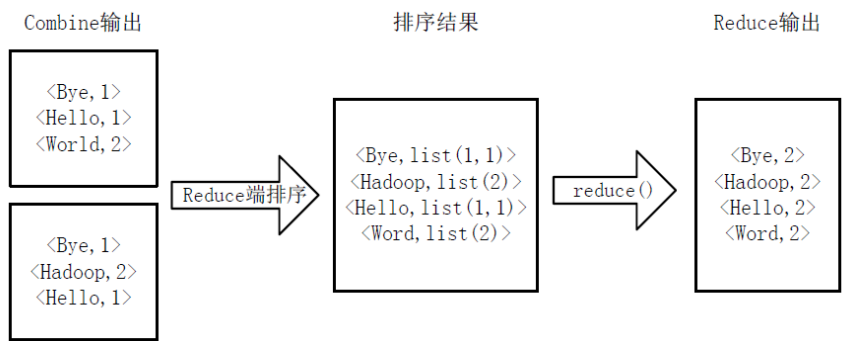 Combine输出
<Bye,1>
<Hello,1>
<World,2>
<Bye,1>
<Hadoop,2>
<Hello,1>
Reduce端排序
排序结果
<Bye,list(1,1)>
<Hadoop,list(2)>
<Hello,list(1,1)>
<Word,list(2)>
reduce()
Reduce输出
<Bye,2>
<Hadoop,2>
<Hello,2>
<Word,2>